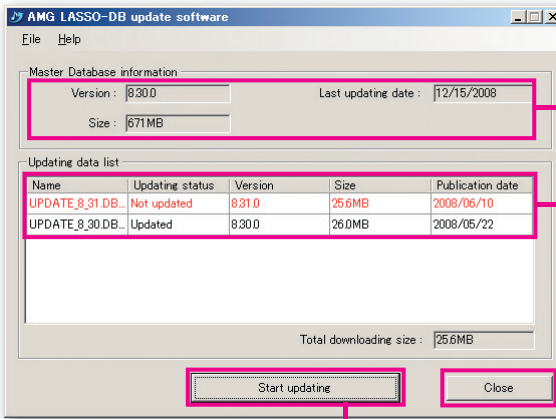 AMG LASSO-DB update software
File Help
Master Database information
Version : 8.30.0 Last updating date : 12/15/2008
Size : 671MB
Updating data list
Name Updating status Version Size Publication date
UPDATE_8_31.DB... Not updated 8.31.0 25.6MB 2008/06/10
UPDATE_8_30.DB... Updated 8.30.0 26.0MB 2008/05/22
Total downloading size : 25.6MB
Start updating Close